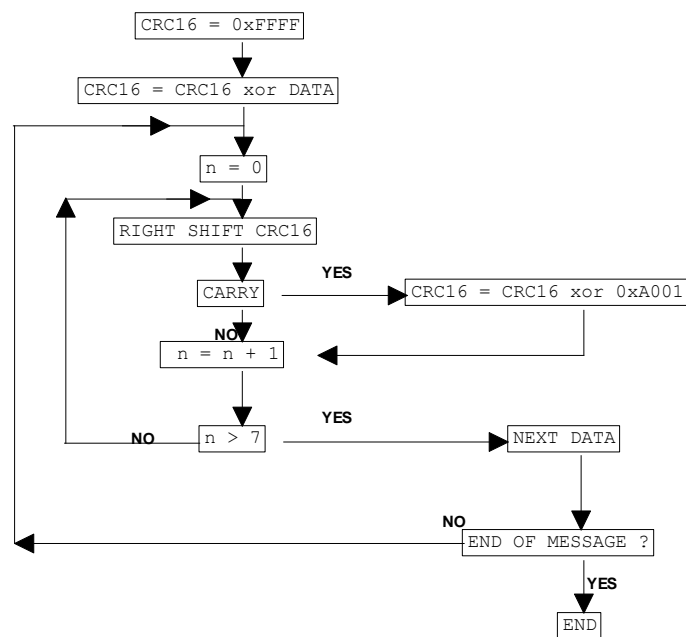 CRC16 = 0xFFFF
CRC16 = CRC16 xor DATA
n = 0
RIGHT SHIFT CRC16
CARRY
YES
CRC16 = CRC16 xor 0xA001
NO
n = n + 1
n > 7
NO
YES
NEXT DATA
NO
END OF MESSAGE ?
YES
END